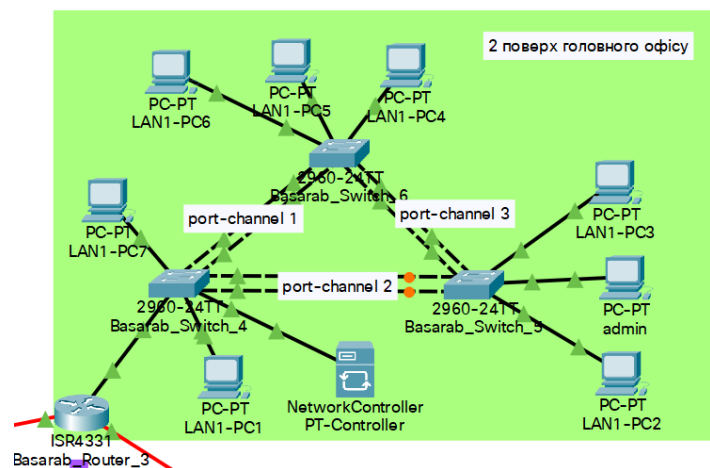 2 поверх головного офісу
PC-PT
LAN1-PC6
PC-PT
LAN1-PC5
PC-PT
LAN1-PC4
2960-24TT
Basarab_Switch_6
PC-PT
LAN1-PC7
port-channel 1
port-channel 3
PC-PT
LAN1-PC3
2960-24TT
Basarab_Switch_4
port-channel 2
2960-24TT
Basarab_Switch_5
PC-PT
admin
PC-PT
LAN1-PC1
NetworkController
PT-Controller
PC-PT
LAN1-PC2
ISR4331
Basarab_Router_3